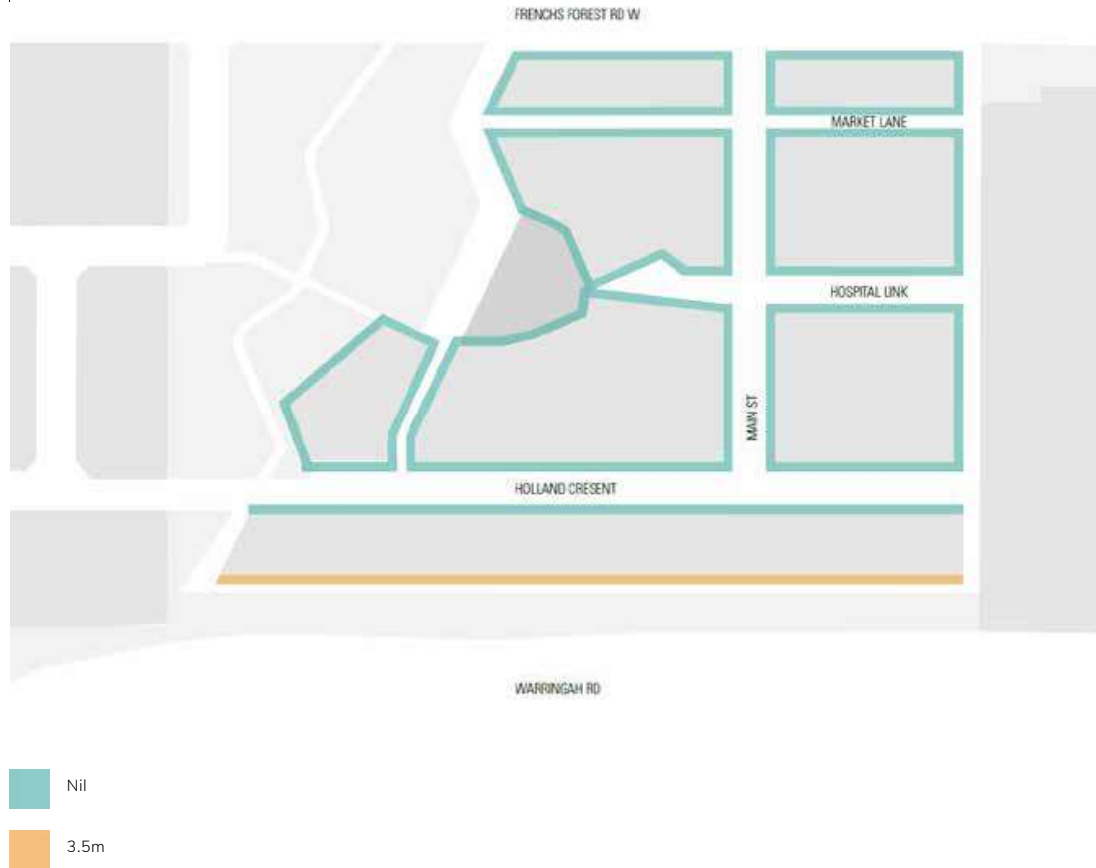 FRENCHS FOREST RD W
MARKET LANE
HOSPITAL LINK
MAIN ST
HOLLAND CRESENT
WARRINGAH RD
Nil
3.5m